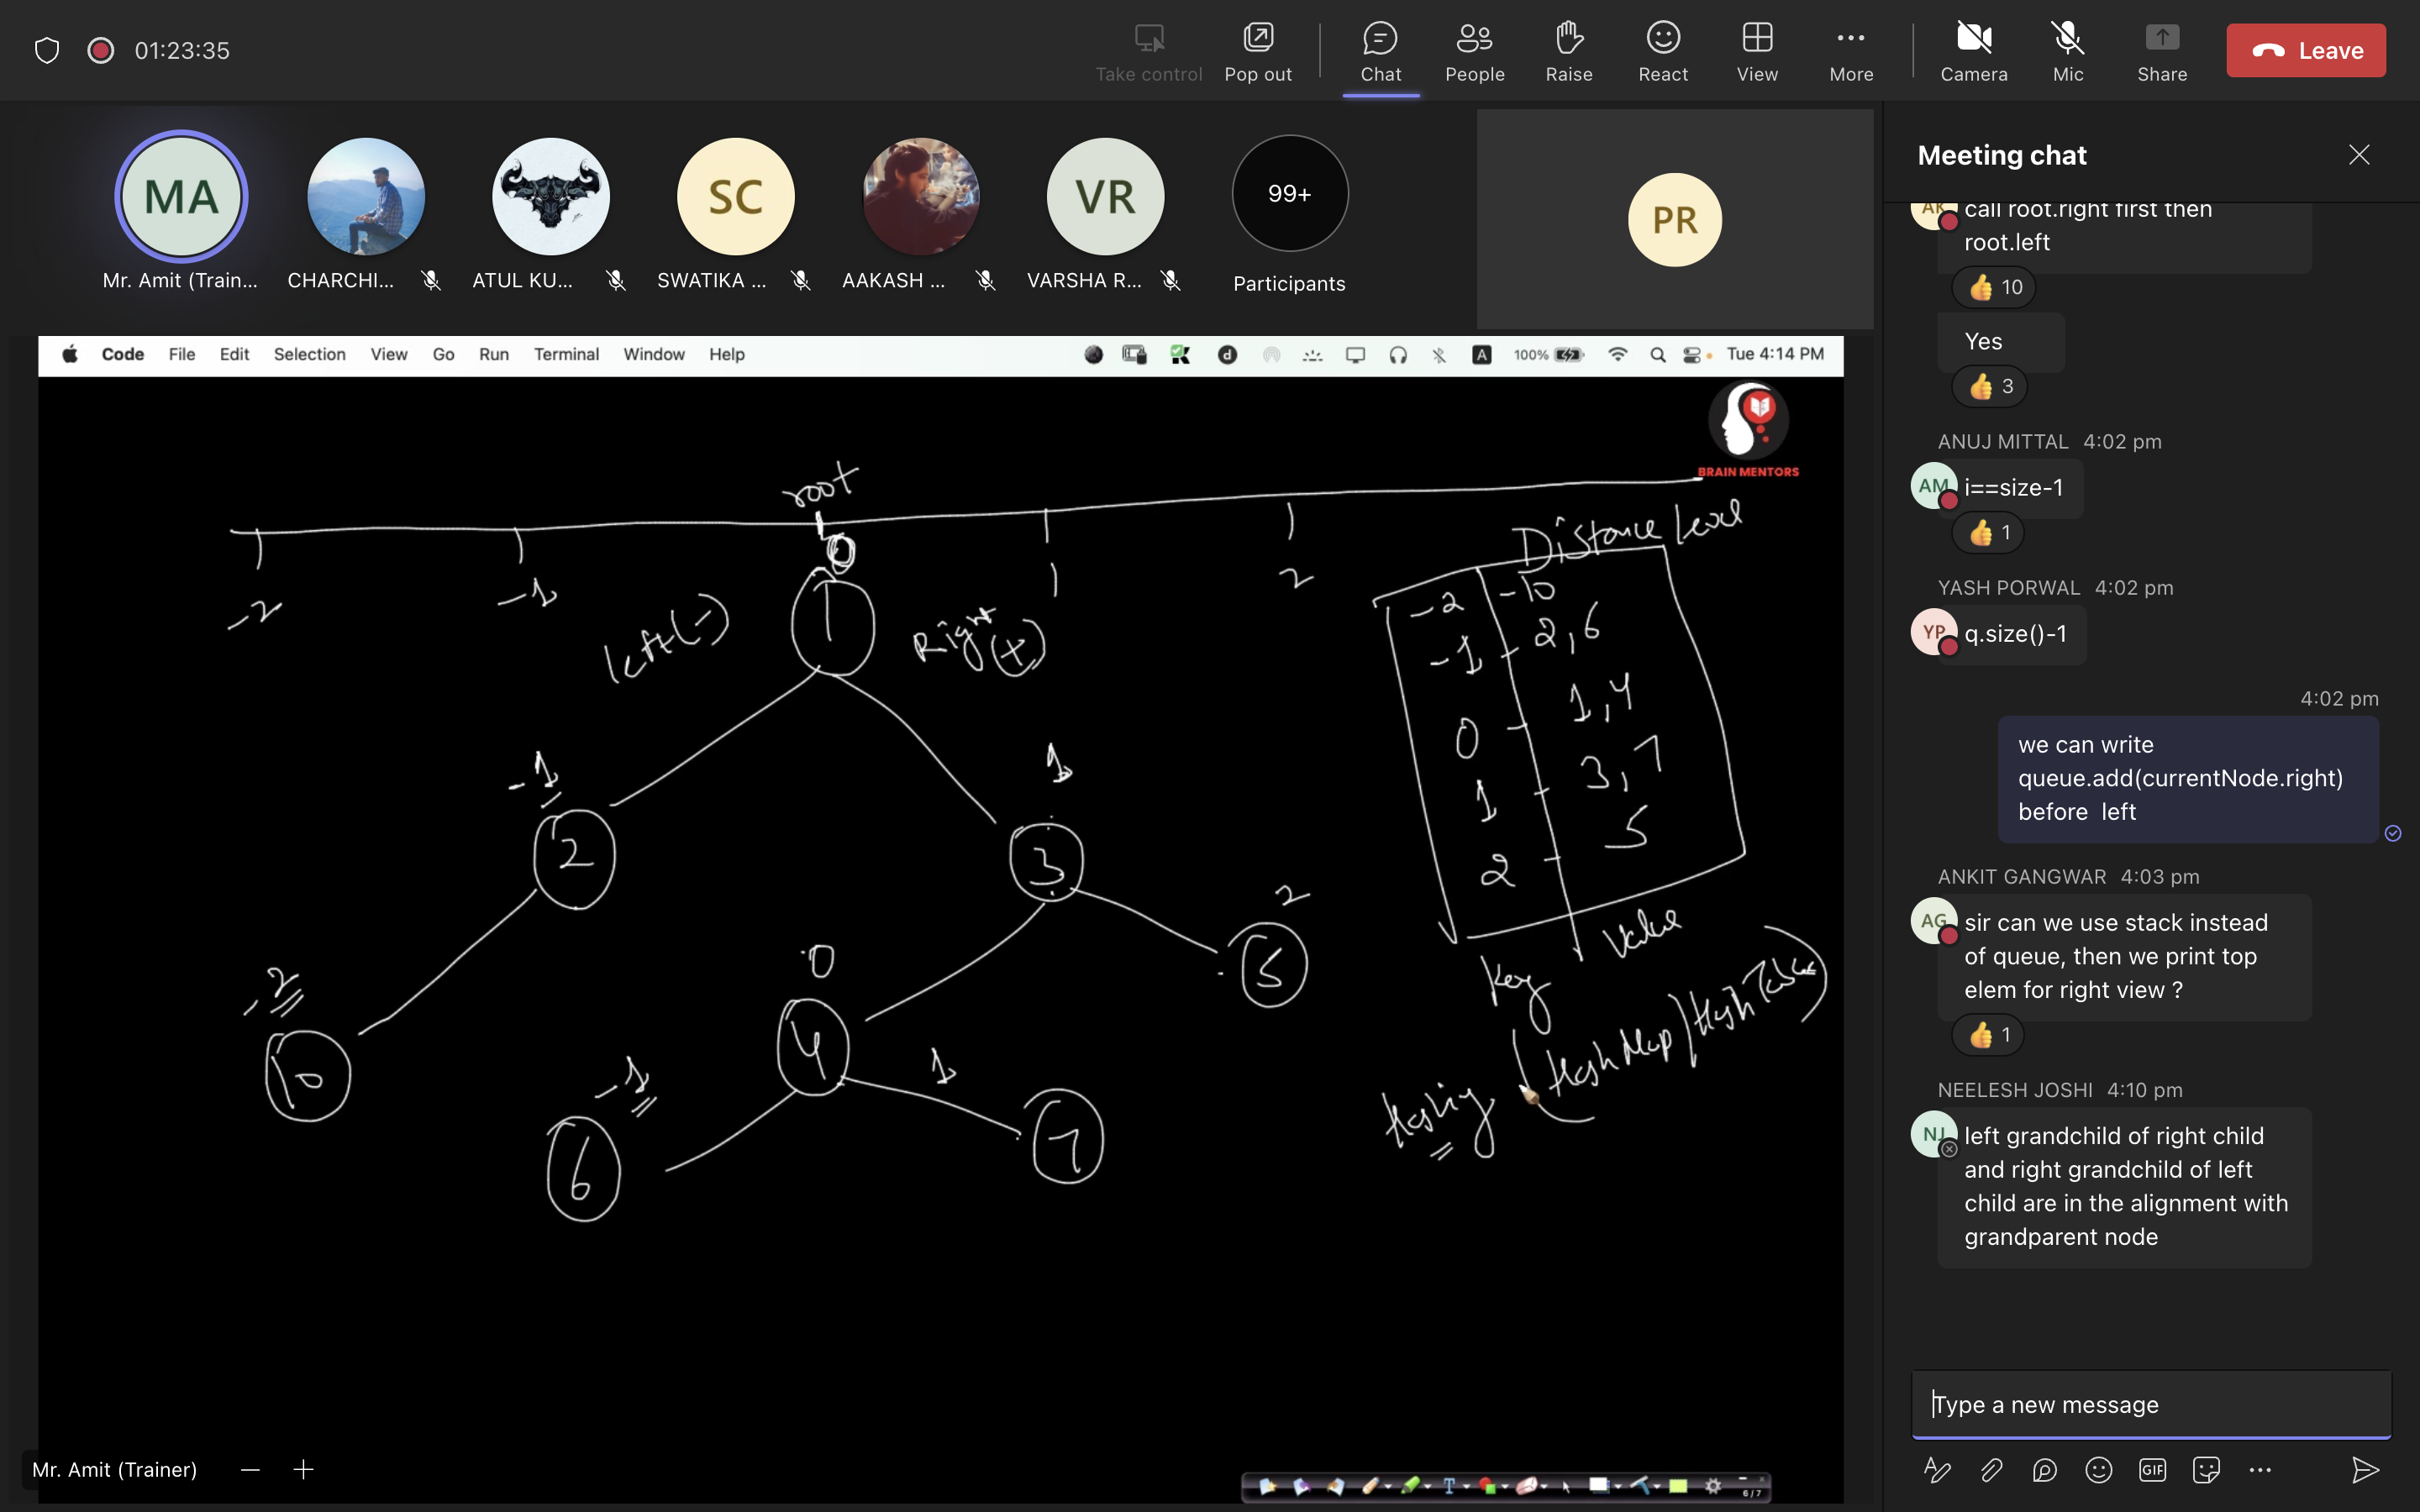 01:23:35
Take control
Pop out
Chat
People
Raise
React
View
More
Camera
Mic
Share
Leave
MA
SC
VR
99+
PR
Mr. Amit (Train...
CHARCHI...
ATUL KU...
SWATIKA ...
AAKASH ...
VARSHA R...
Participants
Code File Edit Selection View Go Run Terminal Window Help
d
A
100%
Tue 4:14 PM
BRAIN MENTORS
root
0
-2
-1
1
2
left(-)
1
Right(+)
-1
2
1
3
-2
10
0
4
2
5
-1
6
1
7
Distance level
-2 -10
-1 - 2,6
0 - 1,4
1 - 3,7
2 - 5
Key
Value
Hashing
(HashMap/HashTable)
Mr. Amit (Trainer)
T
6 / 7
Meeting chat
AK
call root.right first then
root.left
👍 10
Yes
👍 3
ANUJ MITTAL 4:02 pm
AM
i==size-1
👍 1
YASH PORWAL 4:02 pm
YP
q.size()-1
4:02 pm
we can write
queue.add(currentNode.right)
before  left
ANKIT GANGWAR 4:03 pm
AG
sir can we use stack instead
of queue, then we print top
elem for right view ?
👍 1
NEELESH JOSHI 4:10 pm
NJ
left grandchild of right child
and right grandchild of left
child are in the alignment with
grandparent node
Type a new message
GIF